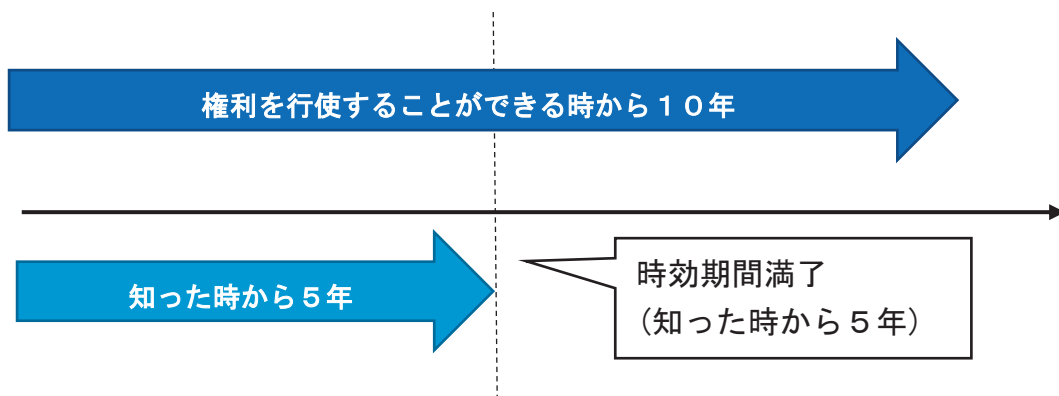 権利を行使することができる時から１０年
知った時から５年
時効期間満了
（知った時から５年）